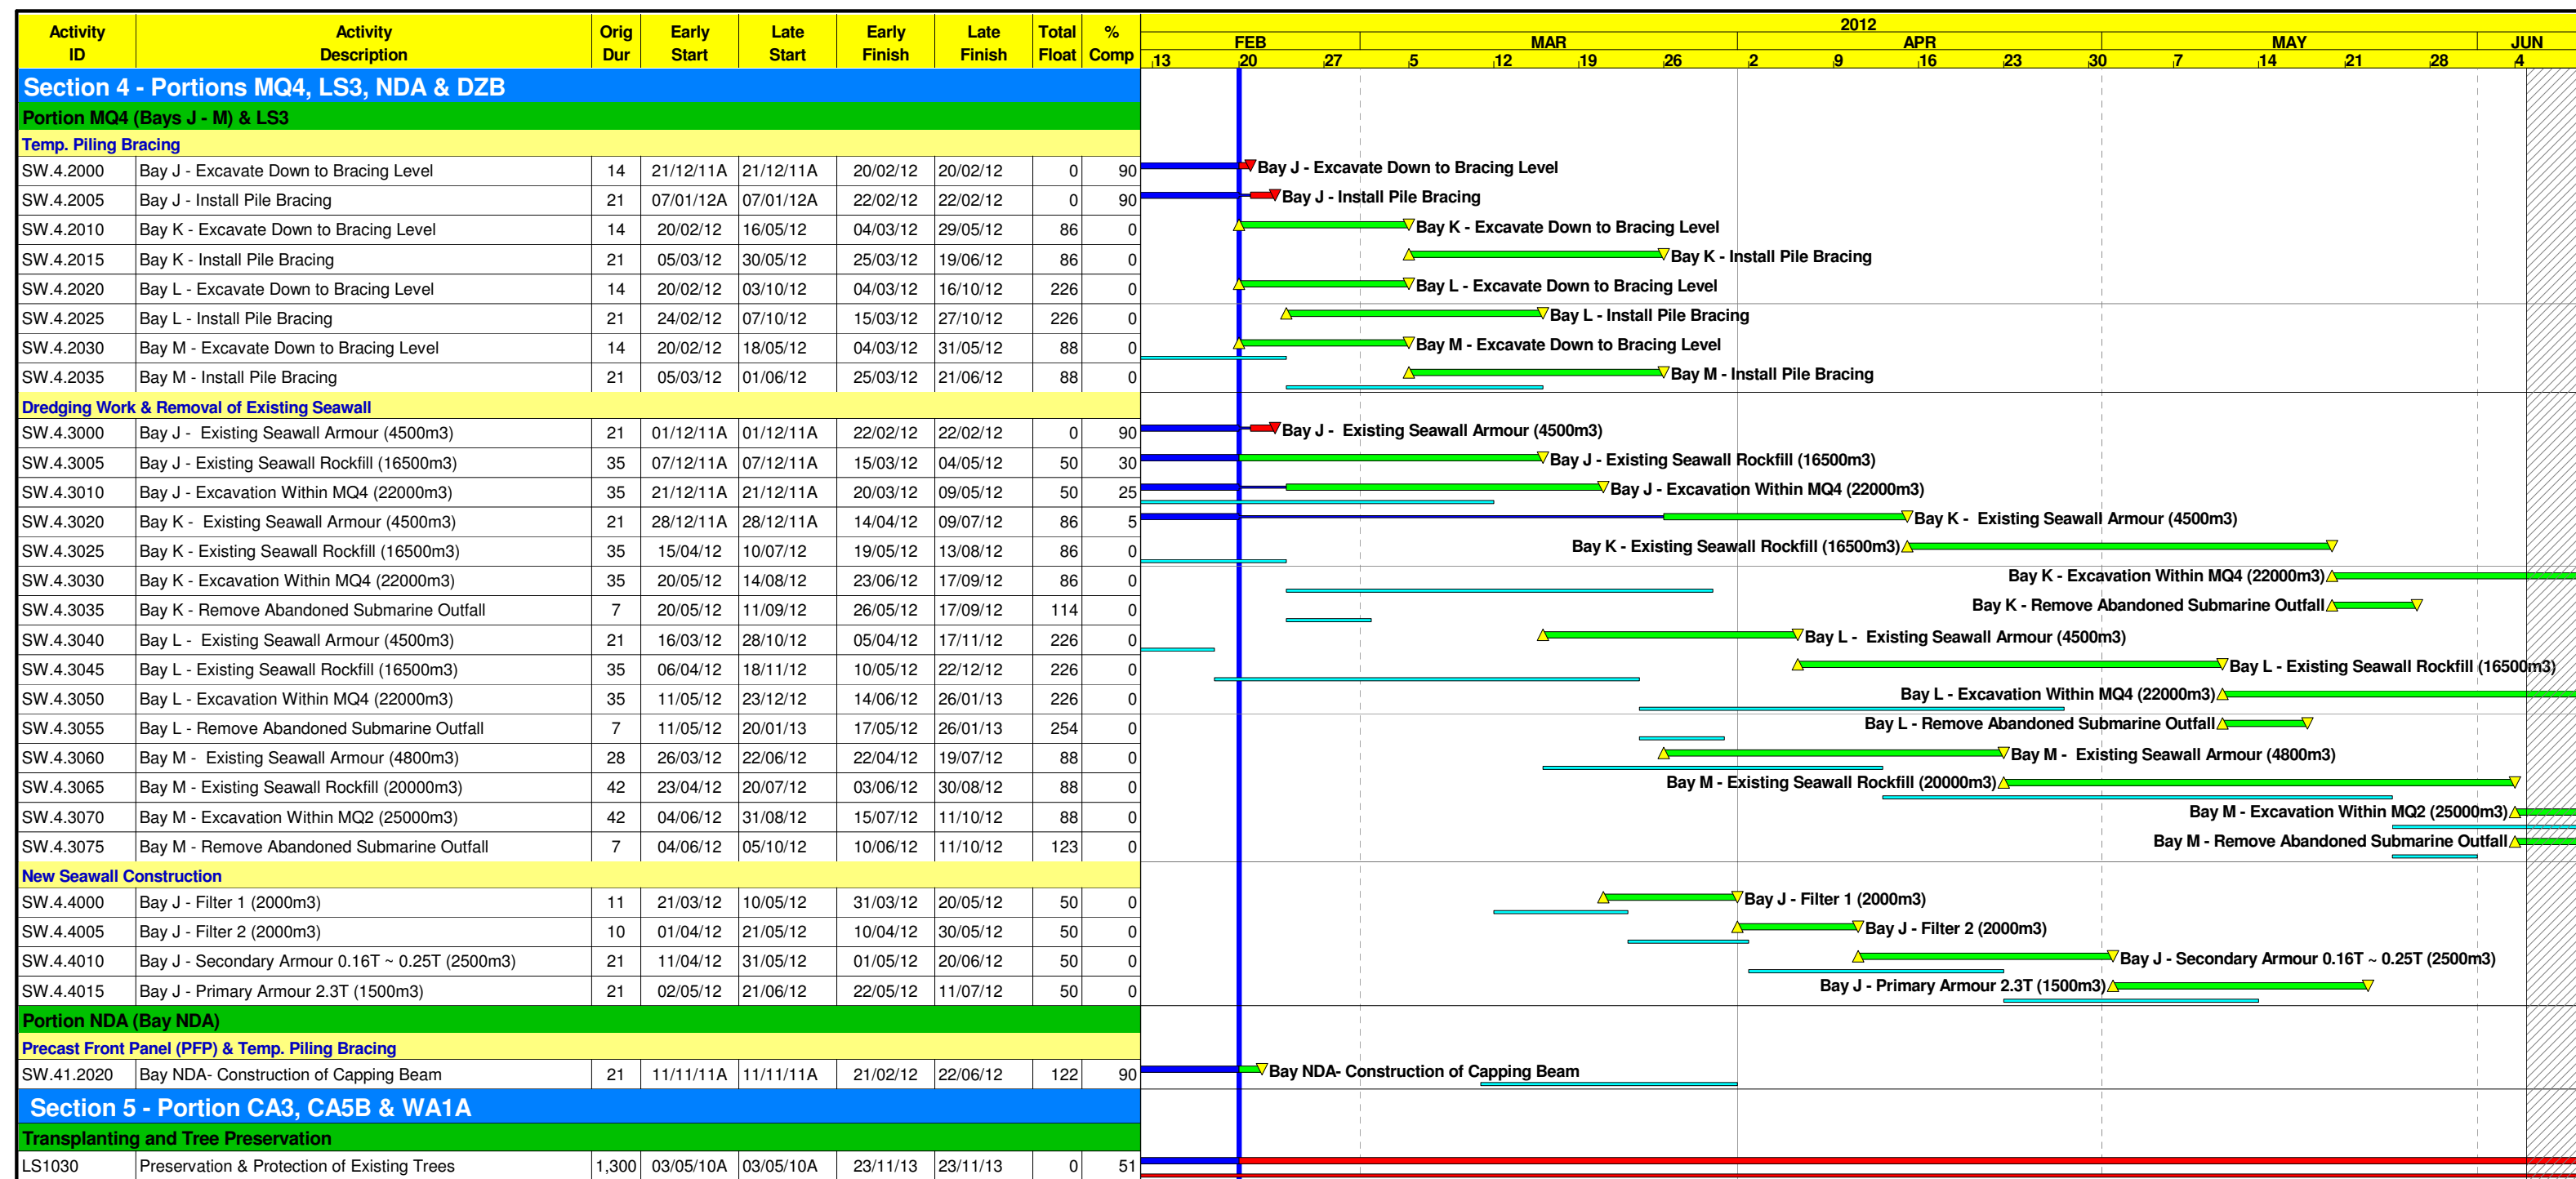 Activity ID Activity Description Orig Dur Early Start Late Start Early Finish Late Finish Total Float % Comp
2012
FEB MAR APR MAY JUN
13 20 27 5 12 19 26 2 9 16 23 30 7 14 21 28 4
Section 4 - Portions MQ4, LS3, NDA & DZB
Portion MQ4 (Bays J - M) & LS3
Temp. Piling Bracing
SW.4.2000 Bay J - Excavate Down to Bracing Level 14 21/12/11A 21/12/11A 20/02/12 20/02/12 0 90 Bay J - Excavate Down to Bracing Level
SW.4.2005 Bay J - Install Pile Bracing 21 07/01/12A 07/01/12A 22/02/12 22/02/12 0 90 Bay J - Install Pile Bracing
SW.4.2010 Bay K - Excavate Down to Bracing Level 14 20/02/12 16/05/12 04/03/12 29/05/12 86 0 Bay K - Excavate Down to Bracing Level
SW.4.2015 Bay K - Install Pile Bracing 21 05/03/12 30/05/12 25/03/12 19/06/12 86 0 Bay K - Install Pile Bracing
SW.4.2020 Bay L - Excavate Down to Bracing Level 14 20/02/12 03/10/12 04/03/12 16/10/12 226 0 Bay L - Excavate Down to Bracing Level
SW.4.2025 Bay L - Install Pile Bracing 21 24/02/12 07/10/12 15/03/12 27/10/12 226 0 Bay L - Install Pile Bracing
SW.4.2030 Bay M - Excavate Down to Bracing Level 14 20/02/12 18/05/12 04/03/12 31/05/12 88 0 Bay M - Excavate Down to Bracing Level
SW.4.2035 Bay M - Install Pile Bracing 21 05/03/12 01/06/12 25/03/12 21/06/12 88 0 Bay M - Install Pile Bracing
Dredging Work & Removal of Existing Seawall
SW.4.3000 Bay J - Existing Seawall Armour (4500m3) 21 01/12/11A 01/12/11A 22/02/12 22/02/12 0 90 Bay J - Existing Seawall Armour (4500m3)
SW.4.3005 Bay J - Existing Seawall Rockfill (16500m3) 35 07/12/11A 07/12/11A 15/03/12 04/05/12 50 30 Bay J - Existing Seawall Rockfill (16500m3)
SW.4.3010 Bay J - Excavation Within MQ4 (22000m3) 35 21/12/11A 21/12/11A 20/03/12 09/05/12 50 25 Bay J - Excavation Within MQ4 (22000m3)
SW.4.3020 Bay K - Existing Seawall Armour (4500m3) 21 28/12/11A 28/12/11A 14/04/12 09/07/12 86 5 Bay K - Existing Seawall Armour (4500m3)
SW.4.3025 Bay K - Existing Seawall Rockfill (16500m3) 35 15/04/12 10/07/12 19/05/12 13/08/12 86 0 Bay K - Existing Seawall Rockfill (16500m3)
SW.4.3030 Bay K - Excavation Within MQ4 (22000m3) 35 20/05/12 14/08/12 23/06/12 17/09/12 86 0 Bay K - Excavation Within MQ4 (22000m3)
SW.4.3035 Bay K - Remove Abandoned Submarine Outfall 7 20/05/12 11/09/12 26/05/12 17/09/12 114 0 Bay K - Remove Abandoned Submarine Outfall
SW.4.3040 Bay L - Existing Seawall Armour (4500m3) 21 16/03/12 28/10/12 05/04/12 17/11/12 226 0 Bay L - Existing Seawall Armour (4500m3)
SW.4.3045 Bay L - Existing Seawall Rockfill (16500m3) 35 06/04/12 18/11/12 10/05/12 22/12/12 226 0 Bay L - Existing Seawall Rockfill (16500m3)
SW.4.3050 Bay L - Excavation Within MQ4 (22000m3) 35 11/05/12 23/12/12 14/06/12 26/01/13 226 0 Bay L - Excavation Within MQ4 (22000m3)
SW.4.3055 Bay L - Remove Abandoned Submarine Outfall 7 11/05/12 20/01/13 17/05/12 26/01/13 254 0 Bay L - Remove Abandoned Submarine Outfall
SW.4.3060 Bay M - Existing Seawall Armour (4800m3) 28 26/03/12 22/06/12 22/04/12 19/07/12 88 0 Bay M - Existing Seawall Armour (4800m3)
SW.4.3065 Bay M - Existing Seawall Rockfill (20000m3) 42 23/04/12 20/07/12 03/06/12 30/08/12 88 0 Bay M - Existing Seawall Rockfill (20000m3)
SW.4.3070 Bay M - Excavation Within MQ2 (25000m3) 42 04/06/12 31/08/12 15/07/12 11/10/12 88 0 Bay M - Excavation Within MQ2 (25000m3)
SW.4.3075 Bay M - Remove Abandoned Submarine Outfall 7 04/06/12 05/10/12 10/06/12 11/10/12 123 0 Bay M - Remove Abandoned Submarine Outfall
New Seawall Construction
SW.4.4000 Bay J - Filter 1 (2000m3) 11 21/03/12 10/05/12 31/03/12 20/05/12 50 0 Bay J - Filter 1 (2000m3)
SW.4.4005 Bay J - Filter 2 (2000m3) 10 01/04/12 21/05/12 10/04/12 30/05/12 50 0 Bay J - Filter 2 (2000m3)
SW.4.4010 Bay J - Secondary Armour 0.16T ~ 0.25T (2500m3) 21 11/04/12 31/05/12 01/05/12 20/06/12 50 0 Bay J - Secondary Armour 0.16T ~ 0.25T (2500m3)
SW.4.4015 Bay J - Primary Armour 2.3T (1500m3) 21 02/05/12 21/06/12 22/05/12 11/07/12 50 0 Bay J - Primary Armour 2.3T (1500m3)
Portion NDA (Bay NDA)
Precast Front Panel (PFP) & Temp. Piling Bracing
SW.41.2020 Bay NDA- Construction of Capping Beam 21 11/11/11A 11/11/11A 21/02/12 22/06/12 122 90 Bay NDA- Construction of Capping Beam
Section 5 - Portion CA3, CA5B & WA1A
Transplanting and Tree Preservation
LS1030 Preservation & Protection of Existing Trees 1,300 03/05/10A 03/05/10A 23/11/13 23/11/13 0 51